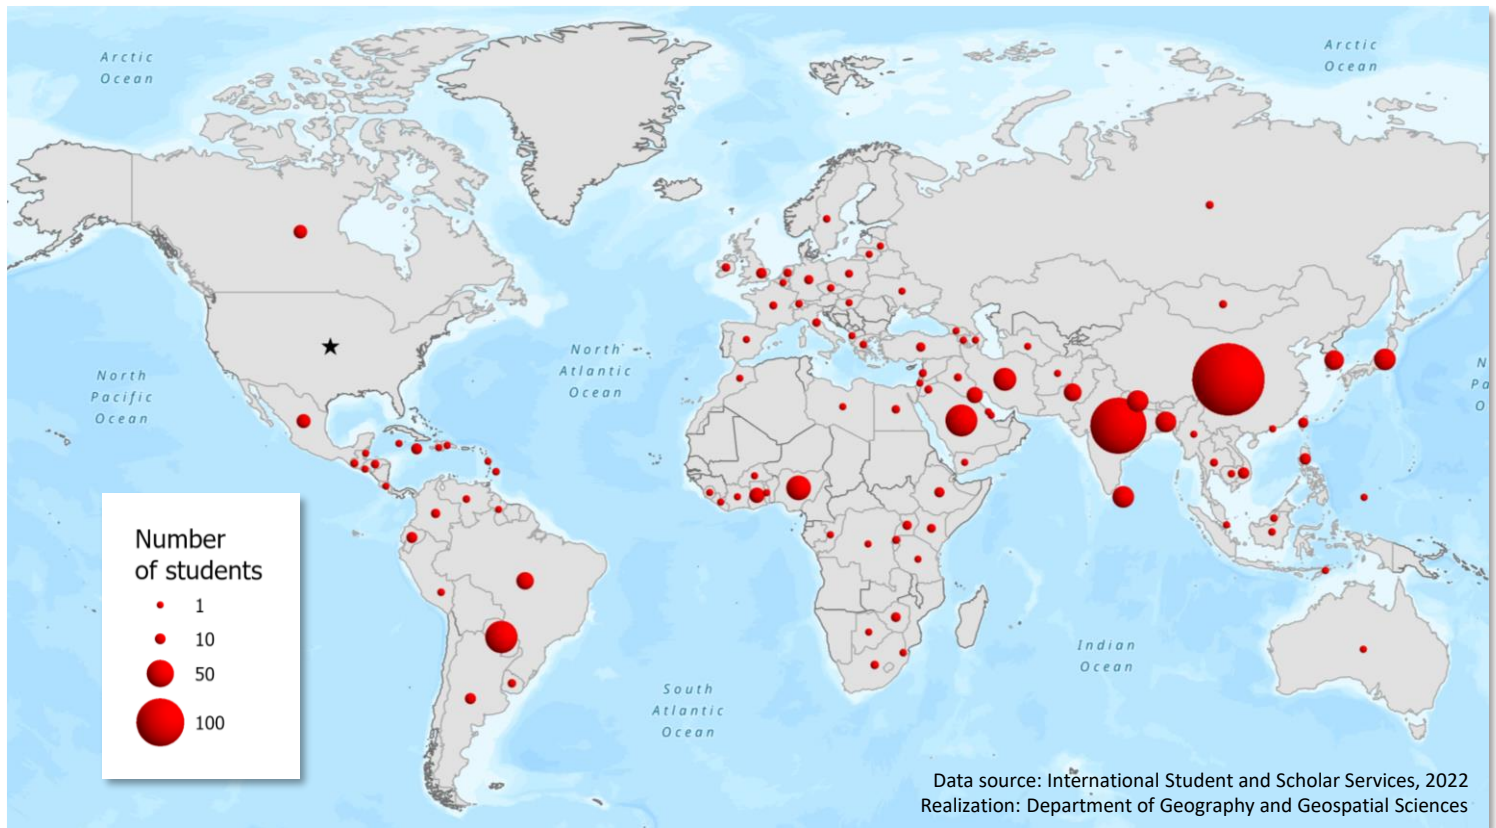 Arctic
Ocean
Arctic
Ocean
North
Atlantic
Ocean
North
Pacific
Ocean
N
Pa
O
Number
of students
1
10
50
100
Indian
Ocean
South
Atlantic
Ocean
Data source: International Student and Scholar Services, 2022
Realization: Department of Geography and Geospatial Sciences